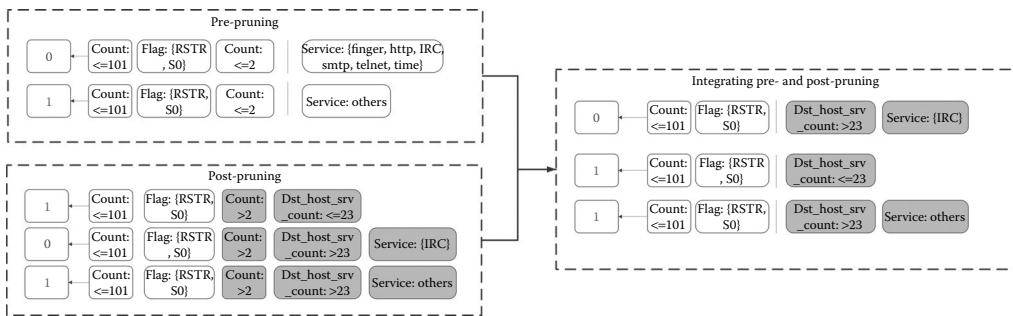 Pre-pruning
0
Count:
<=101
Flag: {RSTR
, S0}
Count:
<=2
Service: {finger, http, IRC,
smtp, telnet, time}
1
Count:
<=101
Flag: {RSTR,
S0}
Count:
<=2
Service: others
Post-pruning
1
Count:
<=101
Flag: {RSTR,
S0}
Count:
>2
Dst_host_srv
_count: <=23
0
Count:
<=101
Flag: {RSTR
, S0}
Count:
>2
Dst_host_srv
_count: >23
Service: {IRC}
1
Count:
<=101
Flag: {RSTR,
S0}
Count:
>2
Dst_host_srv
_count: >23
Service: others
Integrating pre- and post-pruning
0
Count:
<=101
Flag: {RSTR,
S0}
Dst_host_srv
_count: >23
Service: {IRC}
1
Count:
<=101
Flag: {RSTR
, S0}
Dst_host_srv
_count: <=23
1
Count:
<=101
Flag: {RSTR,
S0}
Dst_host_srv
_count: >23
Service: others